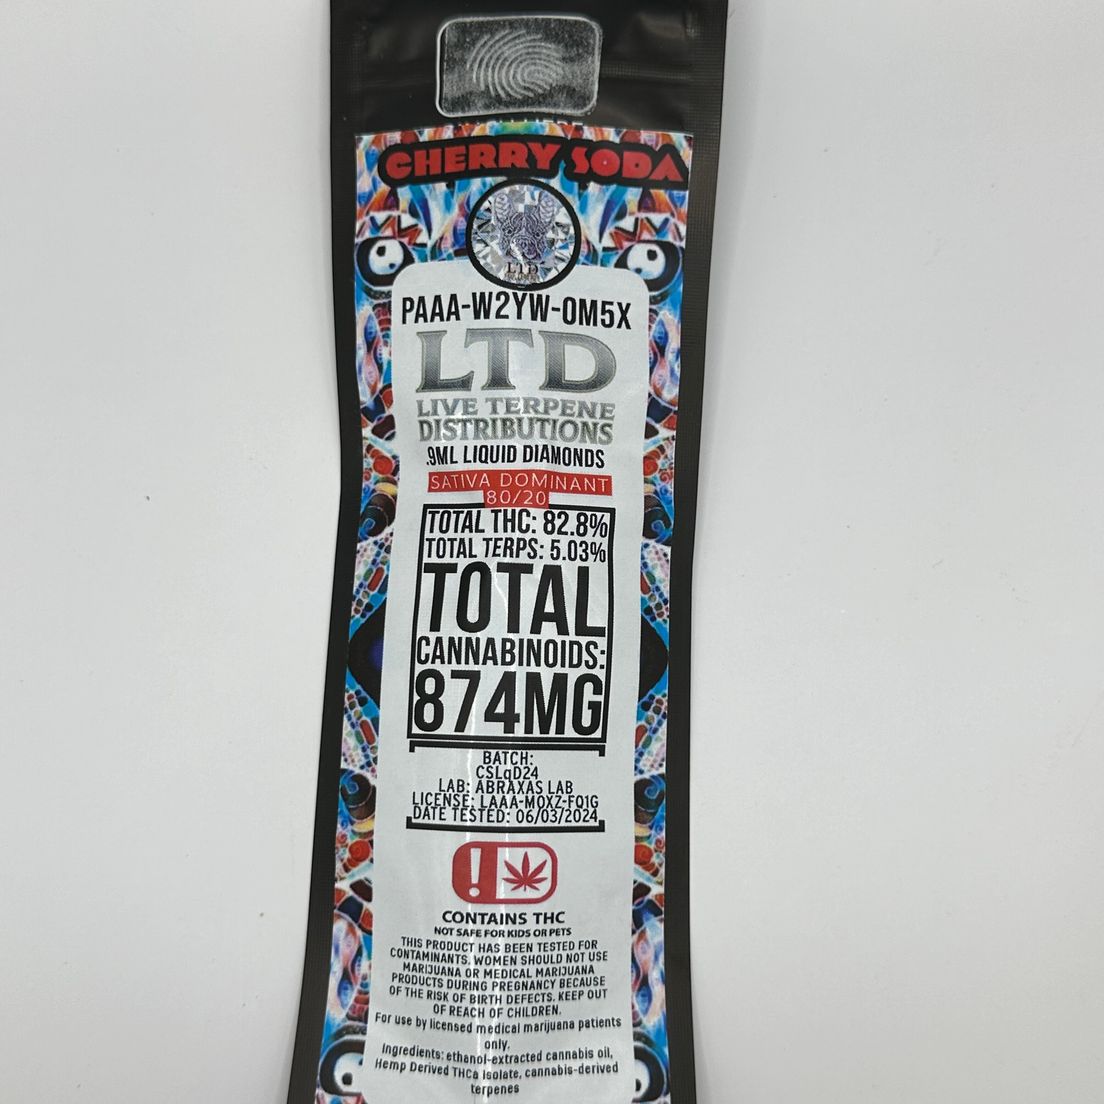 CHERRY SODA
LTD
PAAA-W2YW-0M5X
LTD
LIVE TERPENE
DISTRIBUTIONS
.9ML LIQUID DIAMONDS
SATIVA DOMINANT
80/20
TOTAL THC: 82.8%
TOTAL TERPS: 5.03%
TOTAL
CANNABINOIDS:
874MG
BATCH:
CSLqD24
LAB: ABRAXAS LAB
LICENSE: LAAA-M0XZ-FQ1G
DATE TESTED: 06/03/2024
CONTAINS THC
NOT SAFE FOR KIDS OR PETS
THIS PRODUCT HAS BEEN TESTED FOR
CONTAMINANTS. WOMEN SHOULD NOT USE
MARIJUANA OR MEDICAL MARIJUANA
PRODUCTS DURING PREGNANCY BECAUSE
OF THE RISK OF BIRTH DEFECTS. KEEP OUT
OF REACH OF CHILDREN.
For use by licensed medical marijuana patients
only.
Ingredients: ethanol-extracted cannabis oil,
Hemp Derived THCa Isolate, cannabis-derived
terpenes